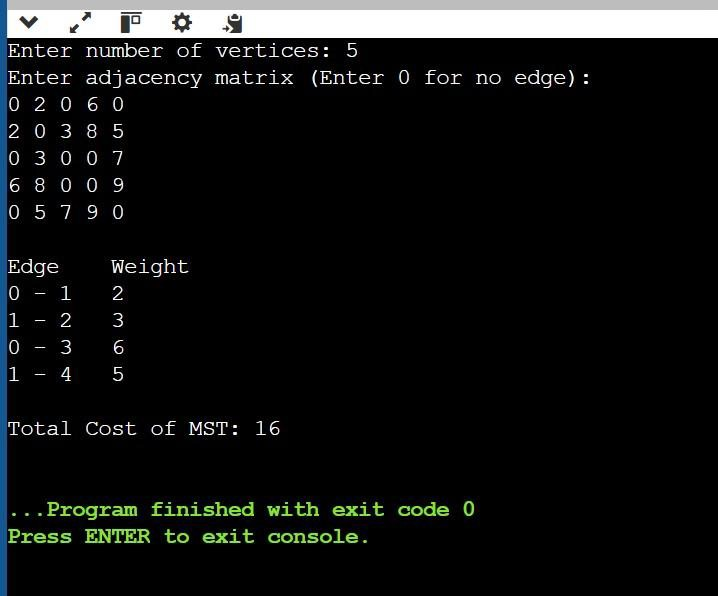 Enter number of vertices: 5
Enter adjacency matrix (Enter 0 for no edge):
0 2 0 6 0
2 0 3 8 5
0 3 0 0 7
6 8 0 0 9
0 5 7 9 0
Edge    Weight
0 - 1   2
1 - 2   3
0 - 3   6
1 - 4   5
Total Cost of MST: 16
...Program finished with exit code 0
Press ENTER to exit console.